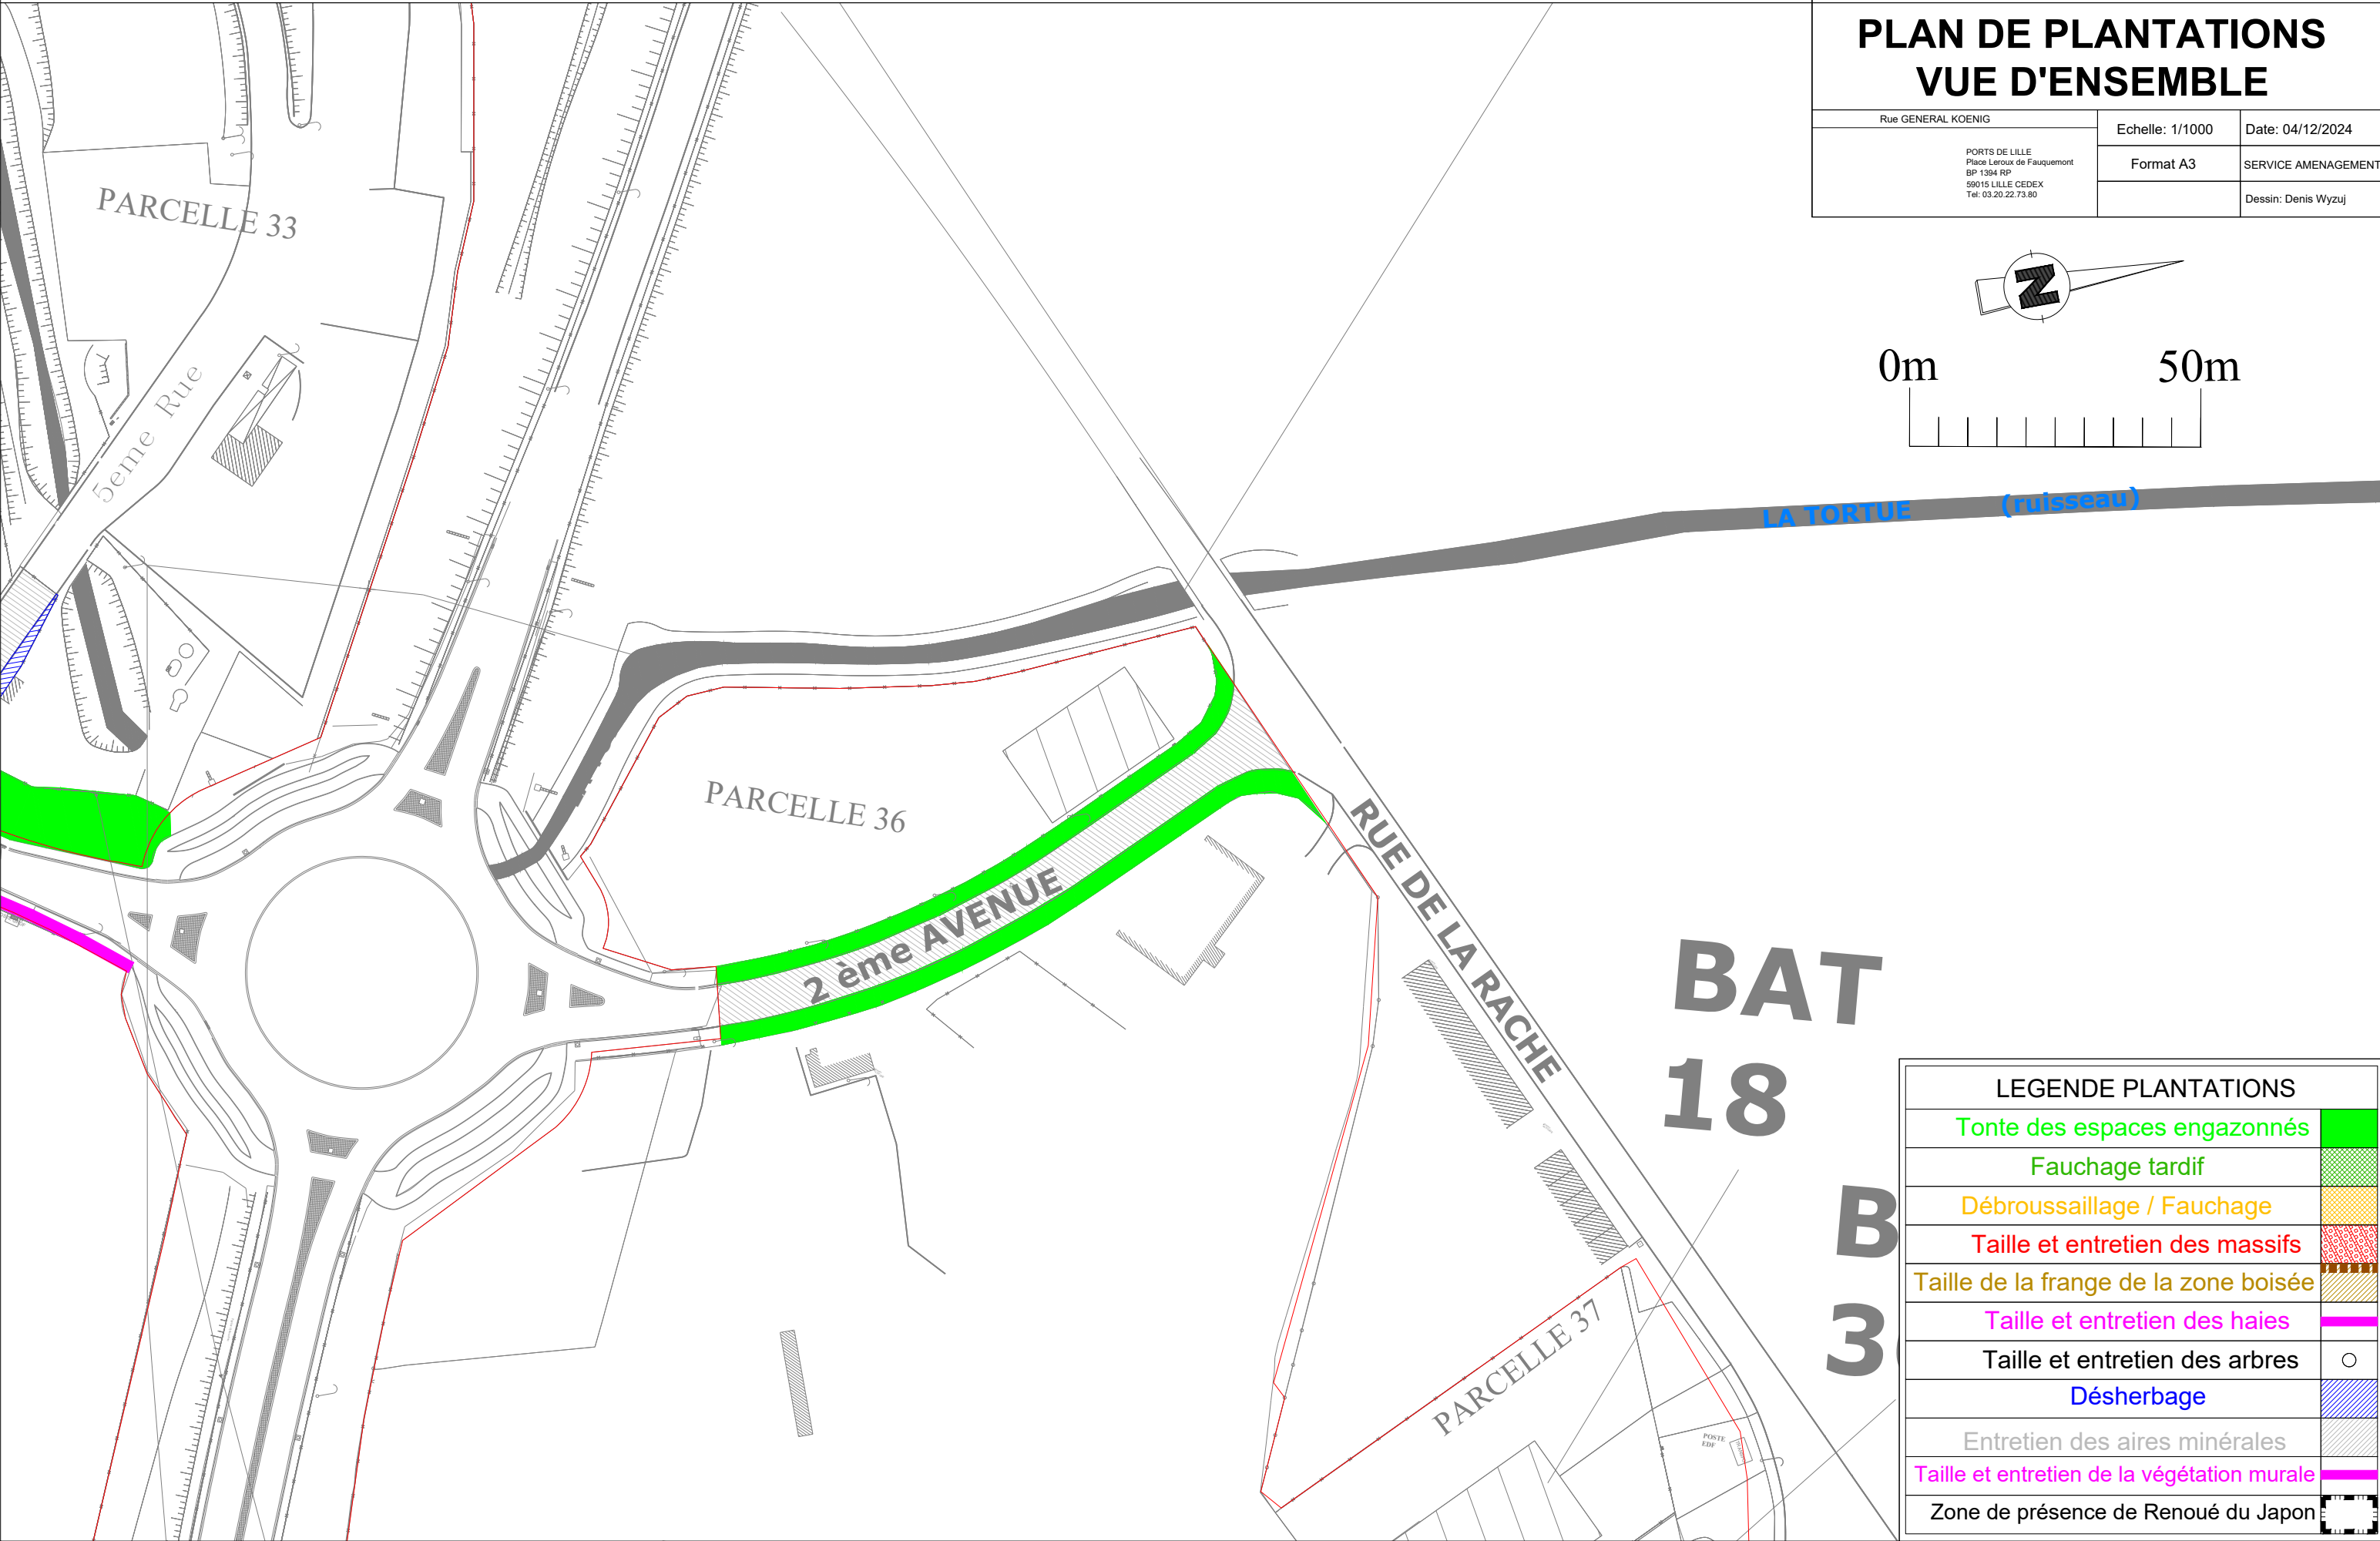 PLAN DE PLANTATIONS
VUE D'ENSEMBLE
Rue GENERAL KOENIG
Echelle: 1/1000
Date: 04/12/2024
PORTS DE LILLE
Place Leroux de Fauquemont
BP 1394 RP
59015 LILLE CEDEX
Tel: 03.20.22.73.80
Format A3
SERVICE AMENAGEMENT
Dessin: Denis Wyzuj
N
0m
50m
PARCELLE 33
5eme Rue
LA TORTUE (ruisseau)
PARCELLE 36
2 ème AVENUE
RUE DE LA RACHE
BAT
18
B
3
PARCELLE 37
POSTE
EDF
LEGENDE PLANTATIONS
Tonte des espaces engazonnés
Fauchage tardif
Débroussaillage / Fauchage
Taille et entretien des massifs
Taille de la frange de la zone boisée
Taille et entretien des haies
Taille et entretien des arbres
Désherbage
Entretien des aires minérales
Taille et entretien de la végétation murale
Zone de présence de Renoué du Japon